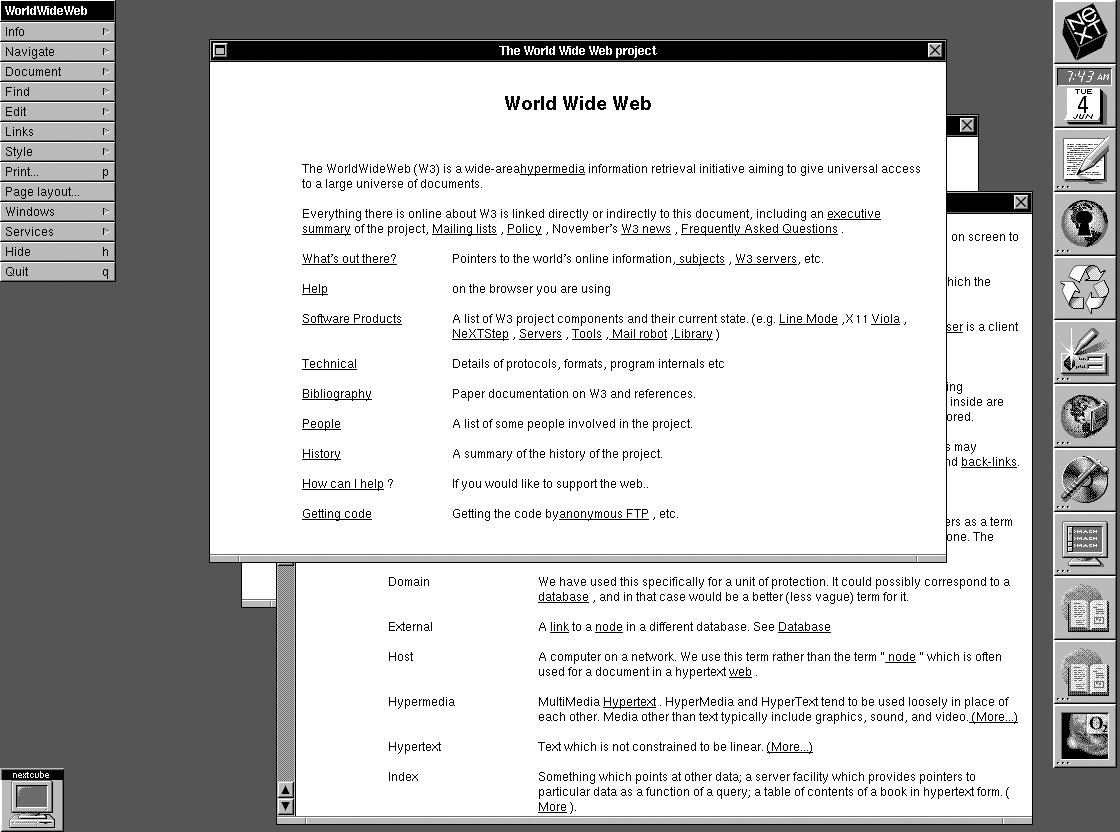 WorldWideWeb
Info
Navigate
Document
Find
Edit
Links
Style
Print... p
Page layout...
Windows
Services
Hide h
Quit q
The World Wide Web project
World Wide Web
The WorldWideWeb (W3) is a wide-areahypermedia information retrieval initiative aiming to give universal access
to a large universe of documents.
Everything there is online about W3 is linked directly or indirectly to this document, including an executive
summary of the project, Mailing lists , Policy , November's W3 news , Frequently Asked Questions .
What's out there? Pointers to the world's online information, subjects , W3 servers, etc.
Help on the browser you are using
Software Products A list of W3 project components and their current state. (e.g. Line Mode ,X11 Viola ,
NeXTStep , Servers , Tools , Mail robot ,Library )
Technical Details of protocols, formats, program internals etc
Bibliography Paper documentation on W3 and references.
People A list of some people involved in the project.
History A summary of the history of the project.
How can I help ? If you would like to support the web..
Getting code Getting the code byanonymous FTP , etc.
on screen to
hich the
ser is a client
ing
inside are
ored.
s may
nd back-links.
ers as a term
one. The
Domain We have used this specifically for a unit of protection. It could possibly correspond to a
database , and in that case would be a better (less vague) term for it.
External A link to a node in a different database. See Database
Host A computer on a network. We use this term rather than the term " node " which is often
used for a document in a hypertext web .
Hypermedia MultiMedia Hypertext . HyperMedia and HyperText tend to be used loosely in place of
each other. Media other than text typically include graphics, sound, and video. (More...)
Hypertext Text which is not constrained to be linear. (More...)
Index Something which points at other data; a server facility which provides pointers to
particular data as a function of a query; a table of contents of a book in hypertext form. (
More ).
NeXT
7:43 AM
TUE
4
JUN
MACH
MACH
MACH
O2
nextcube